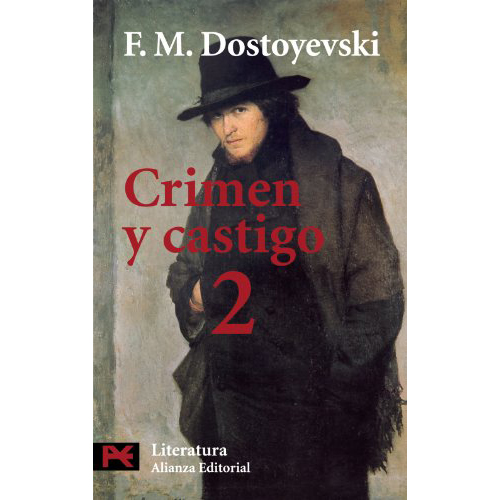 F. M. Dostoyevski
Crimen
y castigo
2
Literatura
Alianza Editorial